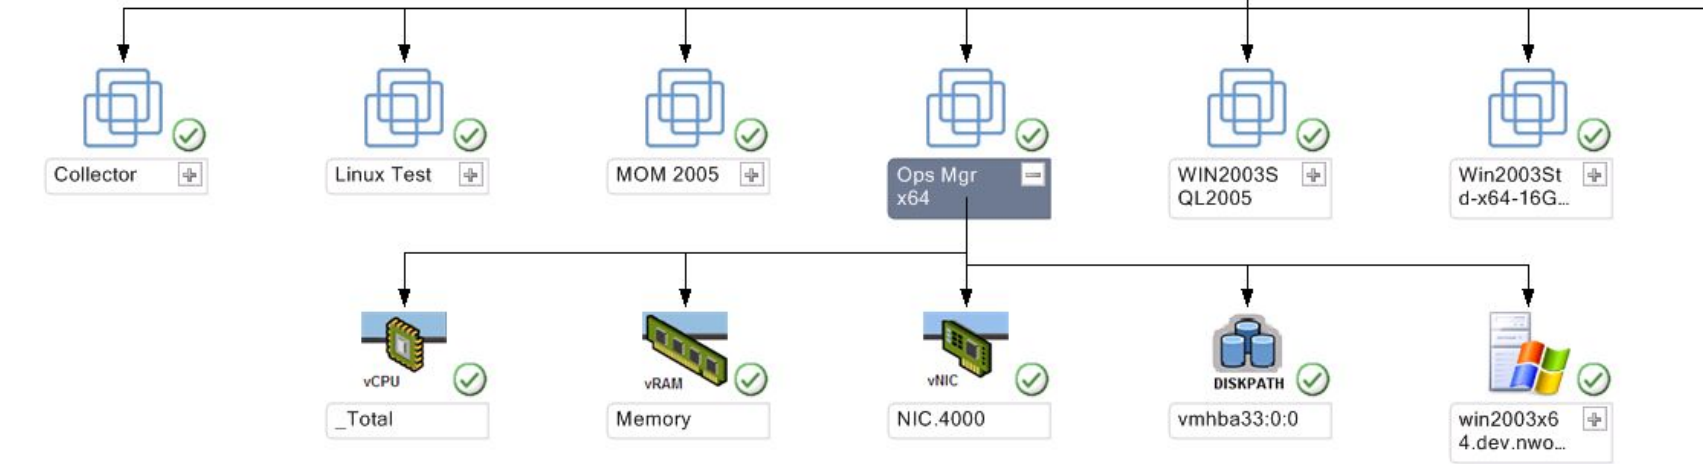 Collector
Linux Test
MOM 2005
Ops Mgr
x64
WIN2003S
QL2005
Win2003St
d-x64-16G...
vCPU
_Total
vRAM
Memory
vNIC
NIC.4000
DISKPATH
vmhba33:0:0
win2003x6
4.dev.nwo...